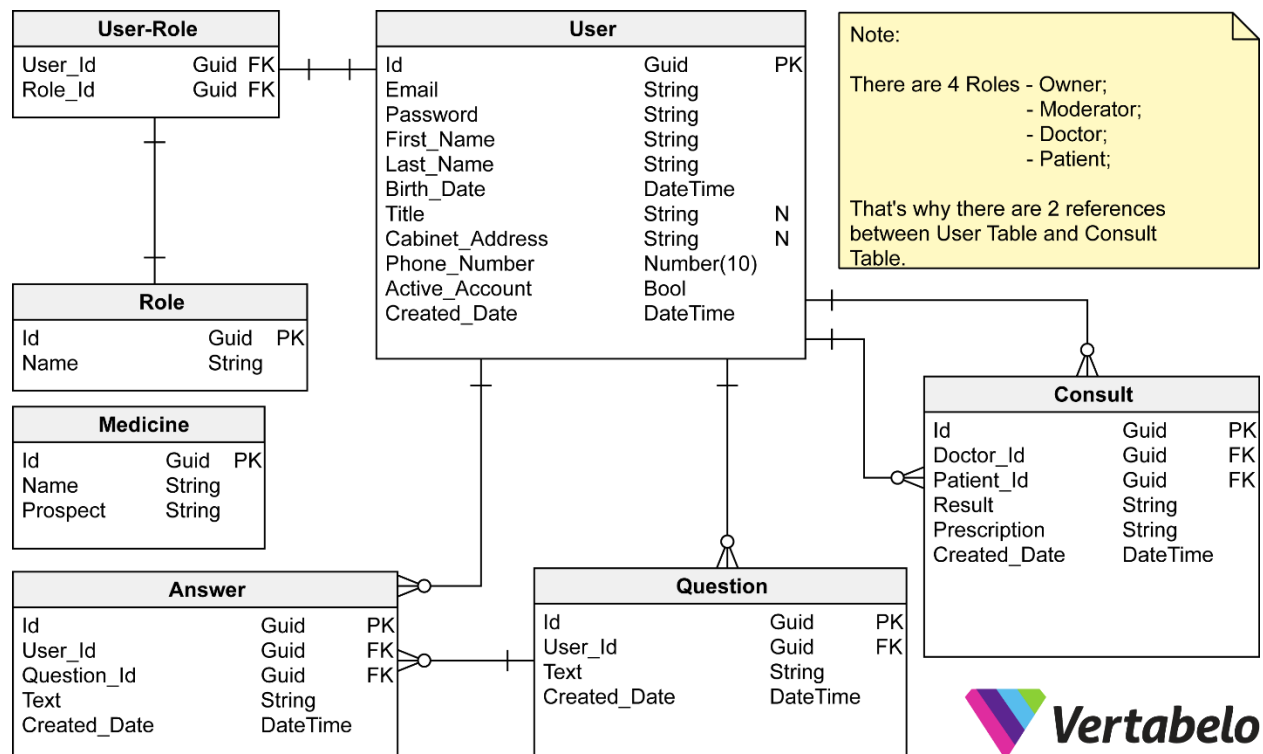 User-Role
User_Id Guid FK
Role_Id Guid FK
User
Id Guid PK
Email String
Password String
First_Name String
Last_Name String
Birth_Date DateTime
Title String N
Cabinet_Address String N
Phone_Number Number(10)
Active_Account Bool
Created_Date DateTime
Note:
There are 4 Roles - Owner;
- Moderator;
- Doctor;
- Patient;
That's why there are 2 references
between User Table and Consult
Table.
Role
Id Guid PK
Name String
Medicine
Id Guid PK
Name String
Prospect String
Consult
Id Guid PK
Doctor_Id Guid FK
Patient_Id Guid FK
Result String
Prescription String
Created_Date DateTime
Answer
Id Guid PK
User_Id Guid FK
Question_Id Guid FK
Text String
Created_Date DateTime
Question
Id Guid PK
User_Id Guid FK
Text String
Created_Date DateTime
Vertabelo